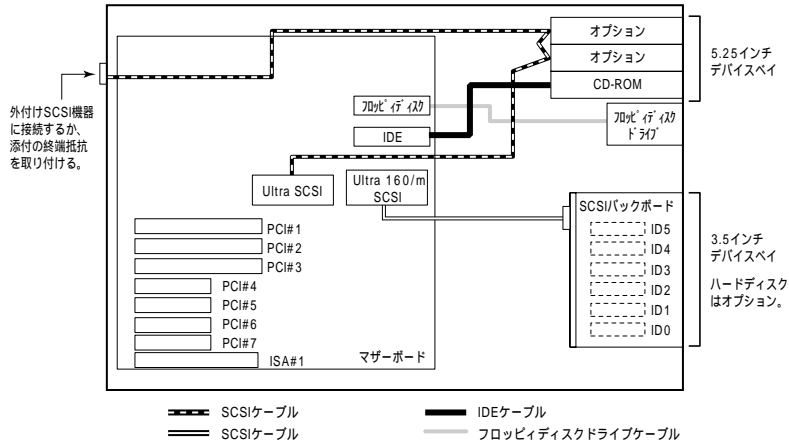 オプション
オプション
CD-ROM
5.25インチ
デバイスベイ
外付けSCSI機器
に接続するか、
添付の終端抵抗
を取り付ける。
ﾌﾛｯﾋﾟｨﾃﾞｨｽｸ
IDE
ﾌﾛｯﾋﾟｨﾃﾞｨｽｸ
ﾄﾞﾗｲﾌﾞ
Ultra SCSI
Ultra 160/m
SCSI
SCSIバックボード
ID5
ID4
ID3
ID2
ID1
ID0
3.5インチ
デバイスベイ
ハードディスク
はオプション。
PCI#1
PCI#2
PCI#3
PCI#4
PCI#5
PCI#6
PCI#7
ISA#1
マザーボード
SCSIケーブル
IDEケーブル
SCSIケーブル
フロッピィディスクドライブケーブル